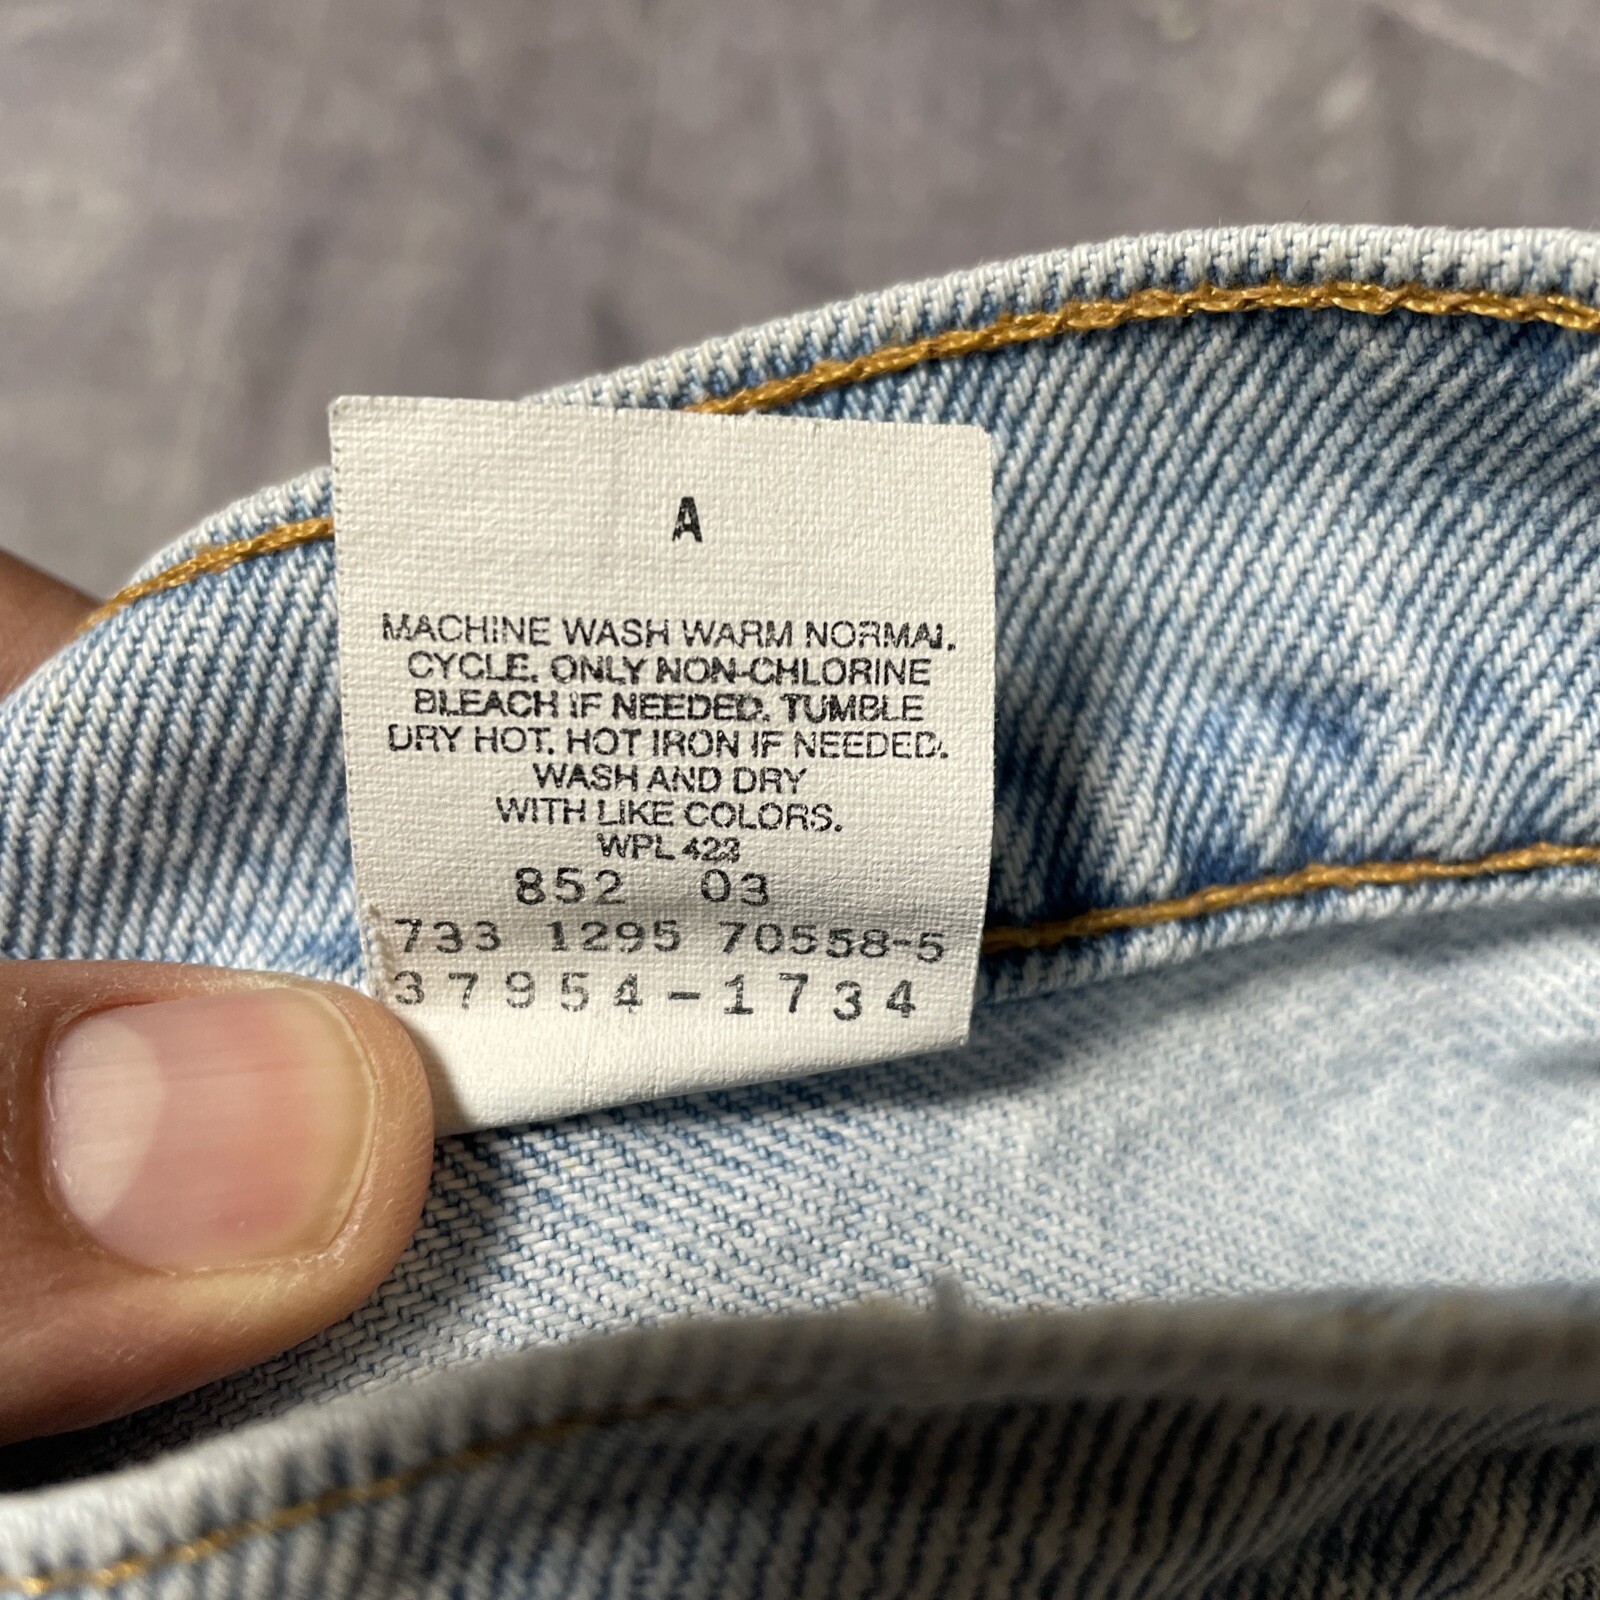 A
MACHINE WASH WARM NORMAL
CYCLE. ONLY NON-CHLORINE
BLEACH IF NEEDED. TUMBLE
DRY HOT. HOT IRON IF NEEDED.
WASH AND DRY
WITH LIKE COLORS.
WPL 423
852 03
733 1295 70558-5
37954-1734